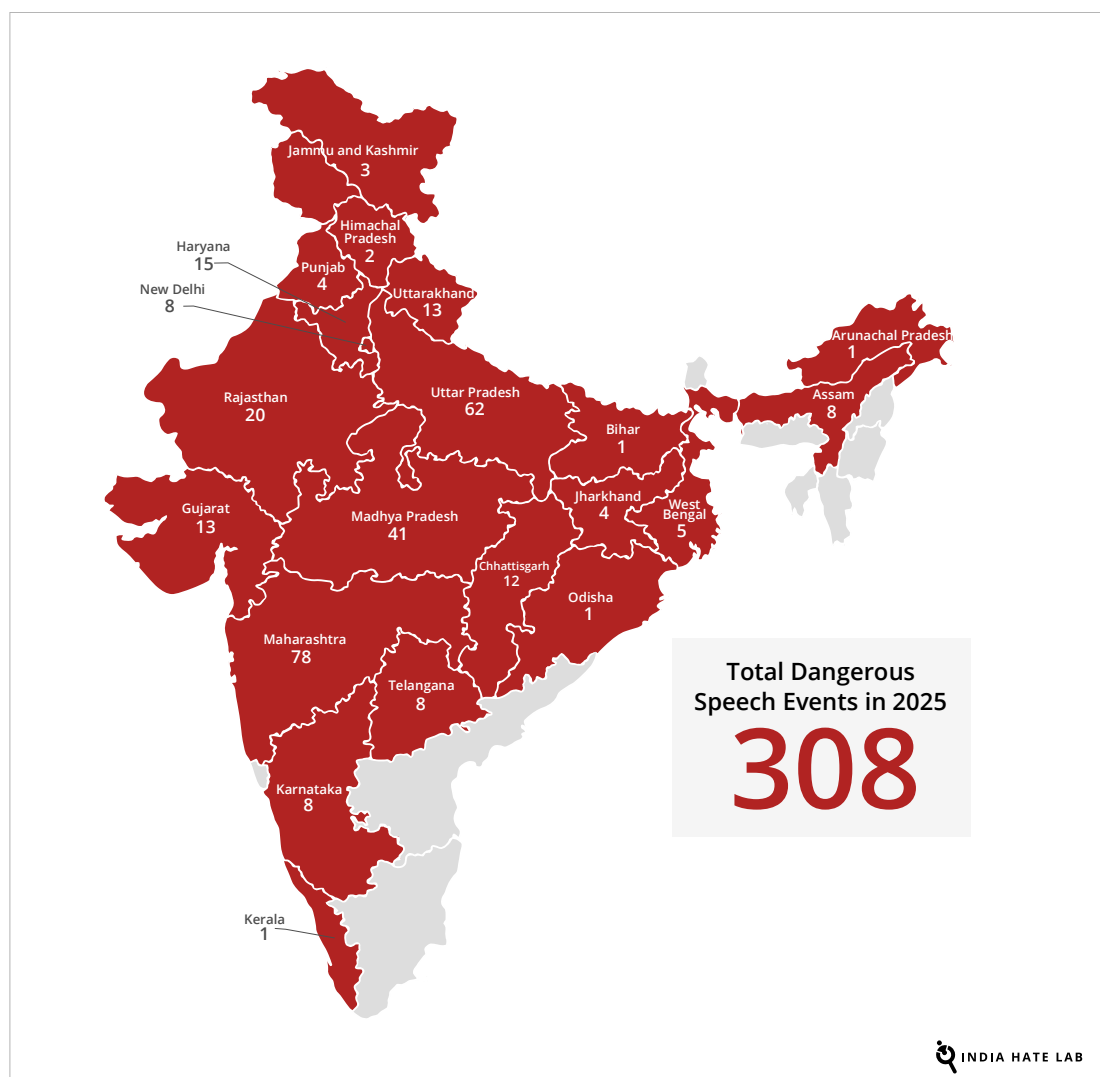 Jammu and Kashmir
3
Himachal
Pradesh
2
Haryana
15
Punjab
4
New Delhi
8
Uttarakhand
13
Arunachal Pradesh
1
Rajasthan
20
Uttar Pradesh
62
Assam
8
Bihar
1
Gujarat
13
Madhya Pradesh
41
Jharkhand
4
West
Bengal
5
Chhattisgarh
12
Odisha
1
Maharashtra
78
Telangana
8
Total Dangerous
Speech Events in 2025
308
Karnataka
8
Kerala
1
INDIA HATE LAB